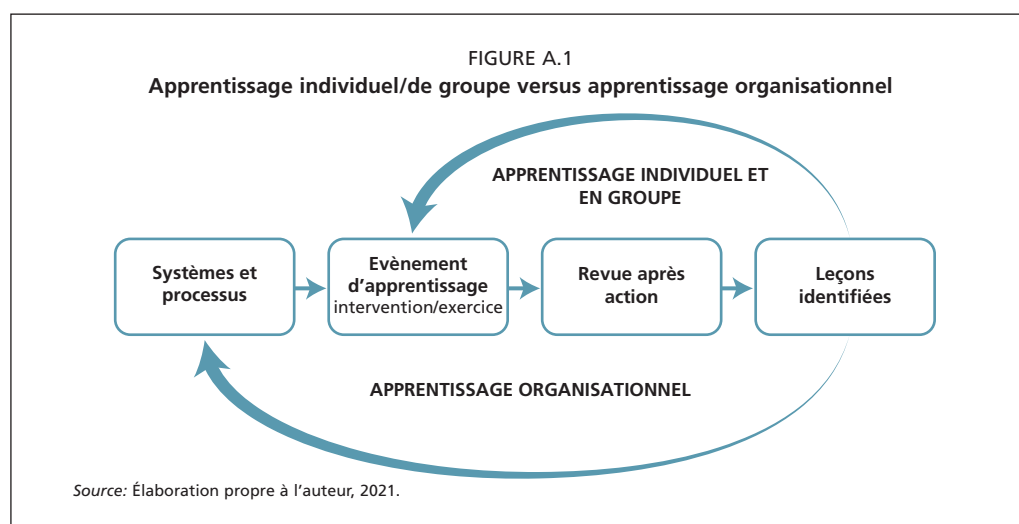 FIGURE A.1
Apprentissage individuel/de groupe versus apprentissage organisationnel
APPRENTISSAGE INDIVIDUEL ET
EN GROUPE
Systèmes et
processus
Evènement
d'apprentissage
intervention/exercice
Revue après
action
Leçons
identifiées
APPRENTISSAGE ORGANISATIONNEL
Source: Élaboration propre à l'auteur, 2021.